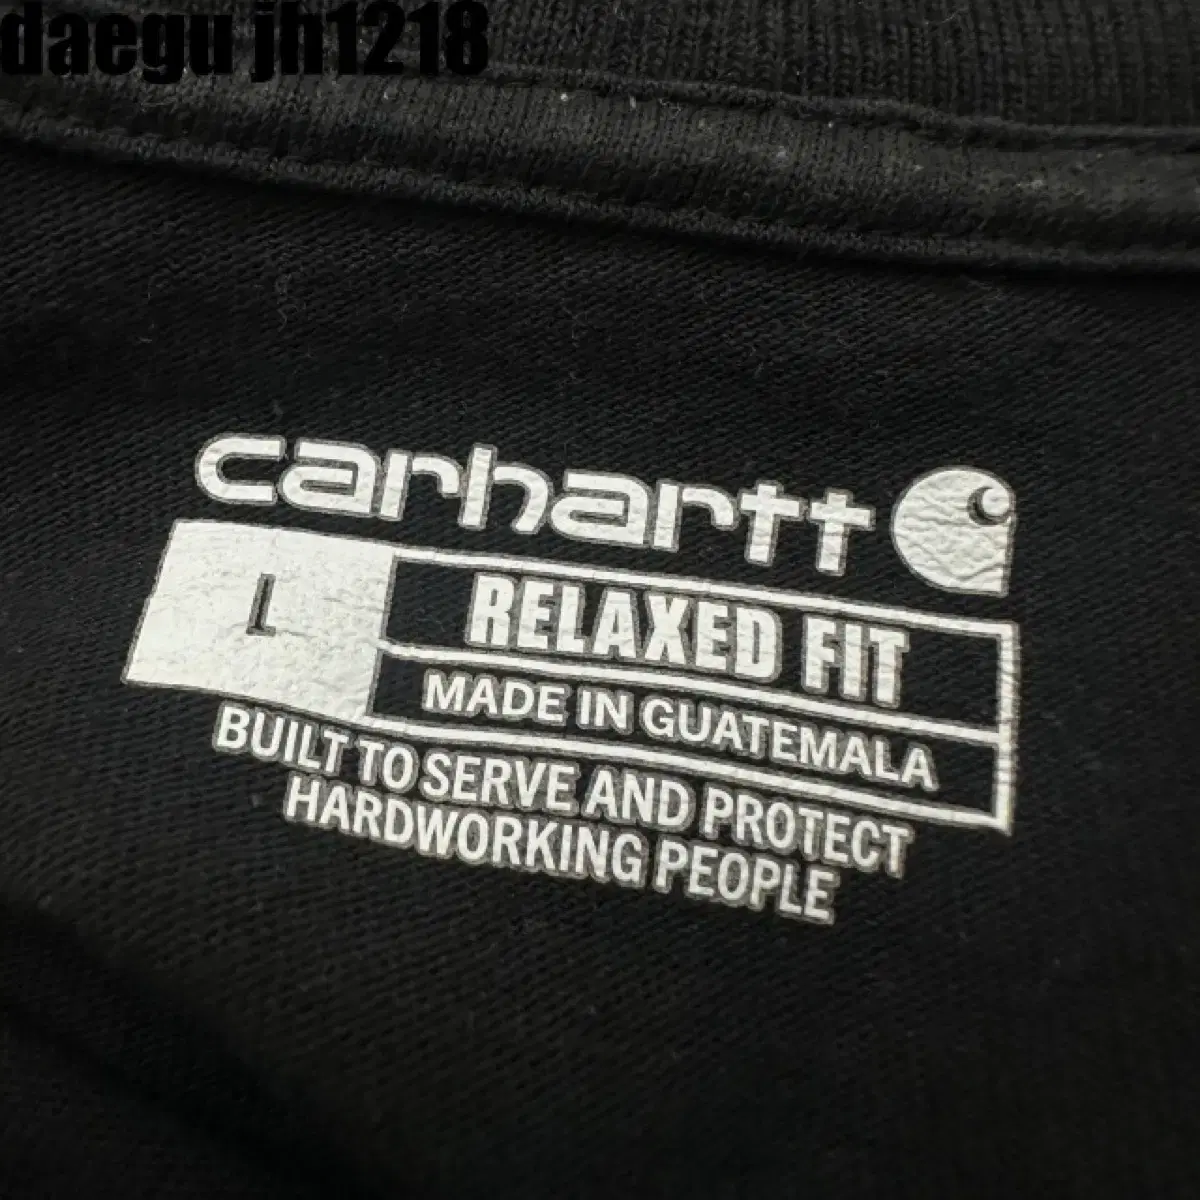 daegu jh1218
carhartt
L
RELAXED FIT
MADE IN GUATEMALA
BUILT TO SERVE AND PROTECT
HARDWORKING PEOPLE